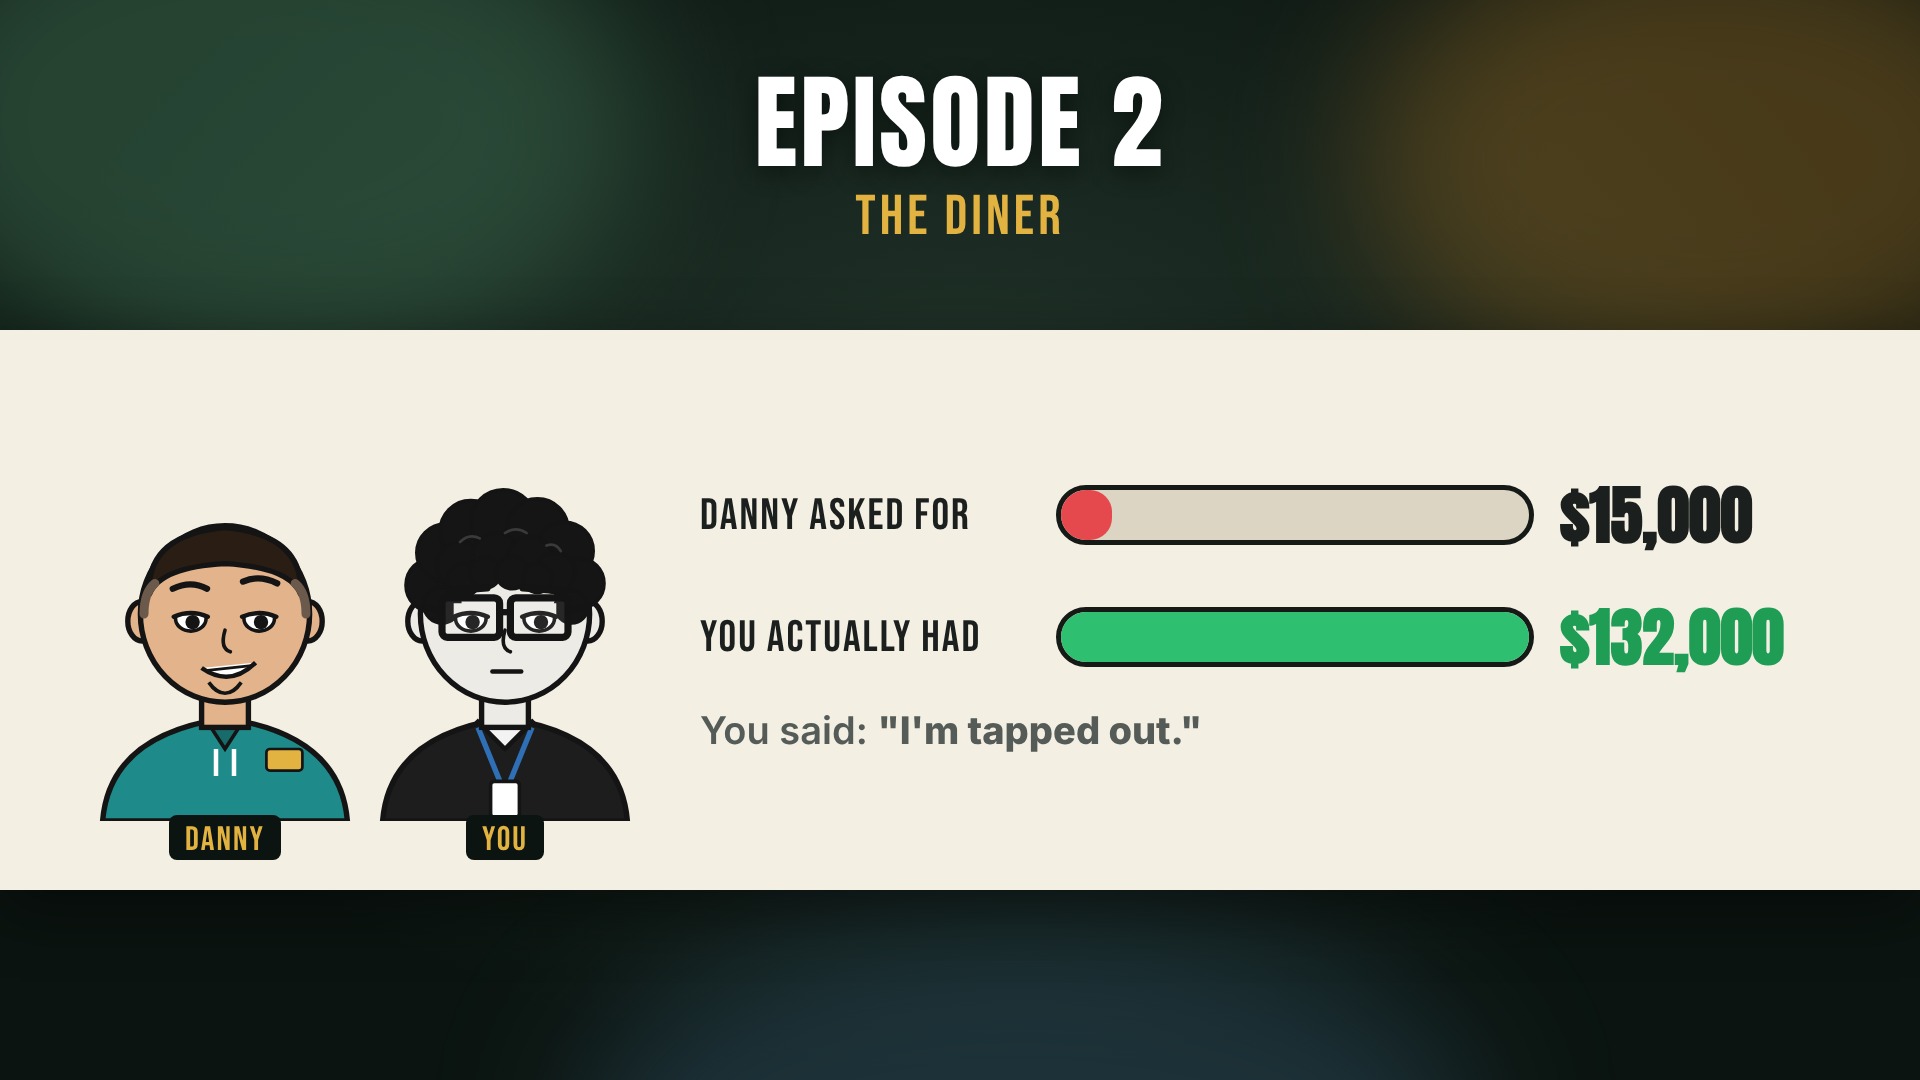 EPISODE 2
THE DINER
DANNY ASKED FOR
$15,000
YOU ACTUALLY HAD
$132,000
You said: "I'm tapped out."
DANNY
YOU